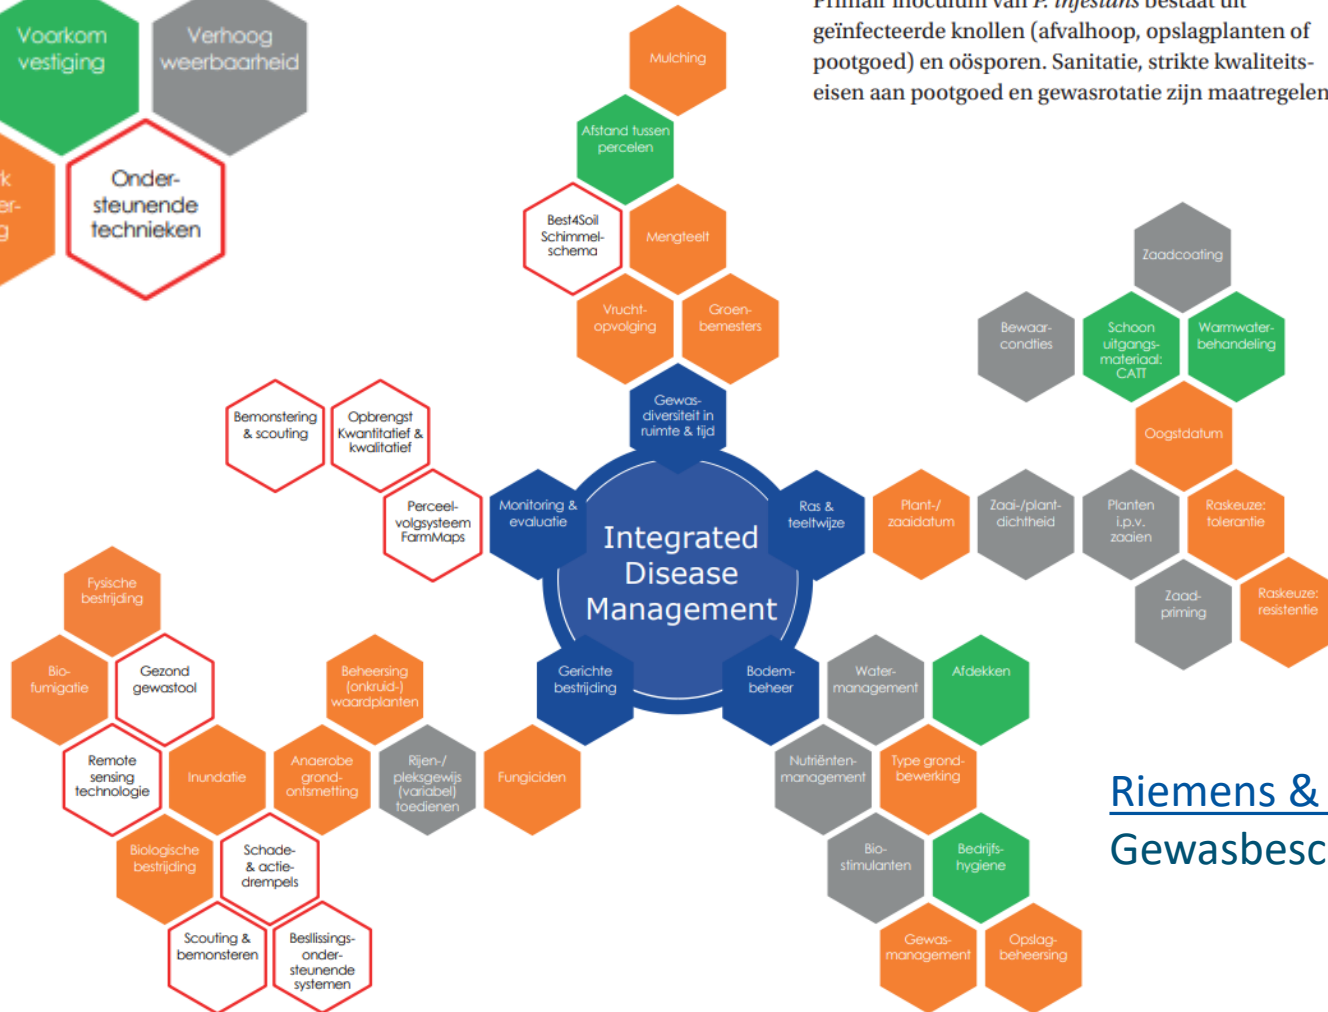 Voorkom
vestiging
Verhoog
weerbaarheid
Onder-
steunende
technieken
geïnfecteerde knollen (afvalhoop, opslagplanten of
pootgoed) en oösporen. Sanitatie, strikte kwaliteits-
eisen aan pootgoed en gewasrotatie zijn maatregelen
Mulching
Afstand tussen
percelen
Best4Soil
Schimmel-
schema
Mengteelt
Vrucht-
opvolging
Groen-
bemesters
Gewas-
diversiteit in
ruimte & tijd
Zaadcoating
Bewaar-
condties
Schoon
uitgangs-
materiaal:
CATT
Warmwater-
behandeling
Oogstdatum
Bemonstering
& scouting
Opbrengst
Kwantitatief &
kwalitatief
Perceel-
volgsysteem
FarmMaps
Monitoring &
evaluatie
Integrated
Disease
Management
Ras &
teeltwijze
Plant-/
zaaidatum
Zaai-/plant-
dichtheid
Planten
i.p.v.
zaaien
Raskeuze:
tolerantie
Zaad-
priming
Raskeuze:
resistentie
Fysische
bestrijding
Bio-
fumigatie
Gezond
gewastool
Beheersing
(onkruid-)
waardplanten
Gerichte
bestrijding
Bodem-
beheer
Water-
management
Afdekken
Remote
sensing
technologie
Inundatie
Anaerobe
grond-
ontsmetting
Rijen-/
pleksgewijs
(variabel)
toedienen
Fungiciden
Nutriënten-
management
Type grond-
bewerking
Biologische
bestrijding
Schade-
& actie-
drempels
Bio-
stimulanten
Bedrijfs-
hygiene
Scouting &
bemonsteren
Besllissings-
onder-
steunende
systemen
Gewas-
management
Opslag-
beheersing
Riemens &
Gewasbesc